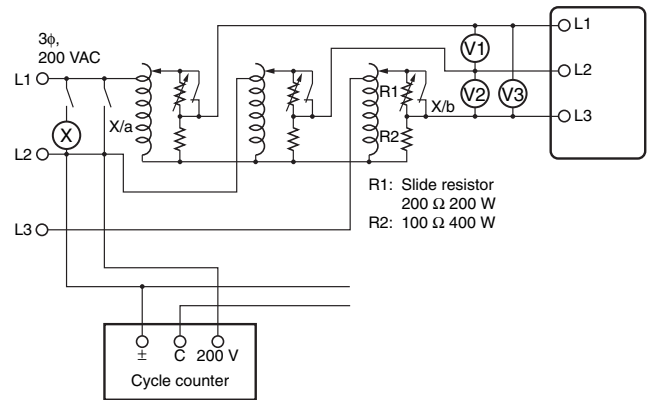 3ϕ,
200 VAC
L1
L2
L3
X
X/a
R1
R2
X/b
V1
V2
V3
L1
L2
L3
R1: Slide resistor
200 Ω 200 W
R2: 100 Ω 400 W
± C 200 V
Cycle counter